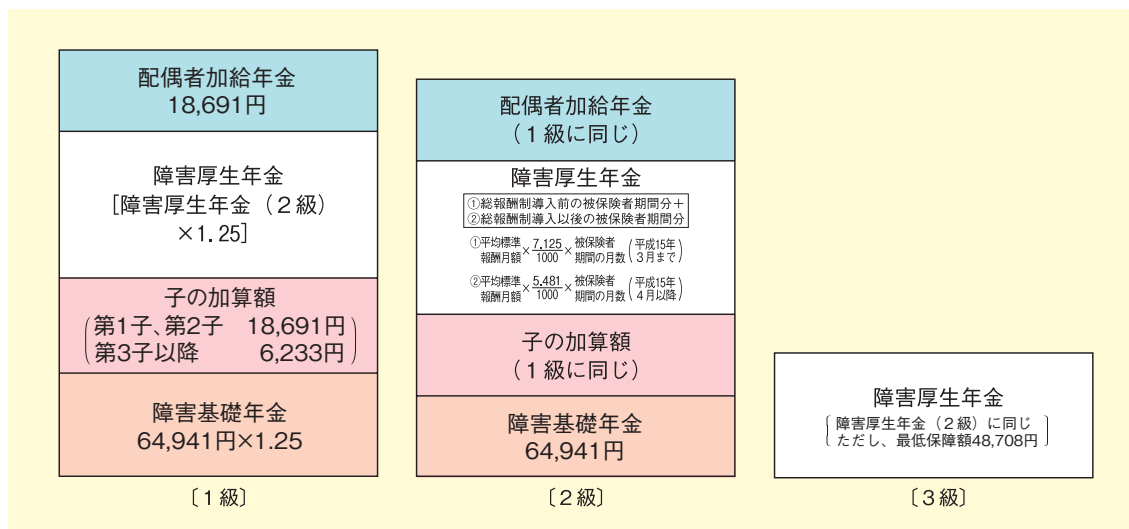 配偶者加給年金
18,691円
障害厚生年金
[障害厚生年金（２級）
×1.25]
子の加算額
第1子、第2子　18,691円
第3子以降　6,233円
障害基礎年金
64,941円×1.25
〔１級〕
配偶者加給年金
（１級に同じ）
障害厚生年金
①総報酬制導入前の被保険者期間分＋
②総報酬制導入以後の被保険者期間分
①平均標準報酬月額×7.125/1000×被保険者期間の月数（平成15年３月まで）
②平均標準報酬月額×5.481/1000×被保険者期間の月数（平成15年４月以降）
子の加算額
（１級に同じ）
障害基礎年金
64,941円
〔２級〕
障害厚生年金
障害厚生年金（２級）に同じ
ただし、最低保障額48,708円
〔３級〕